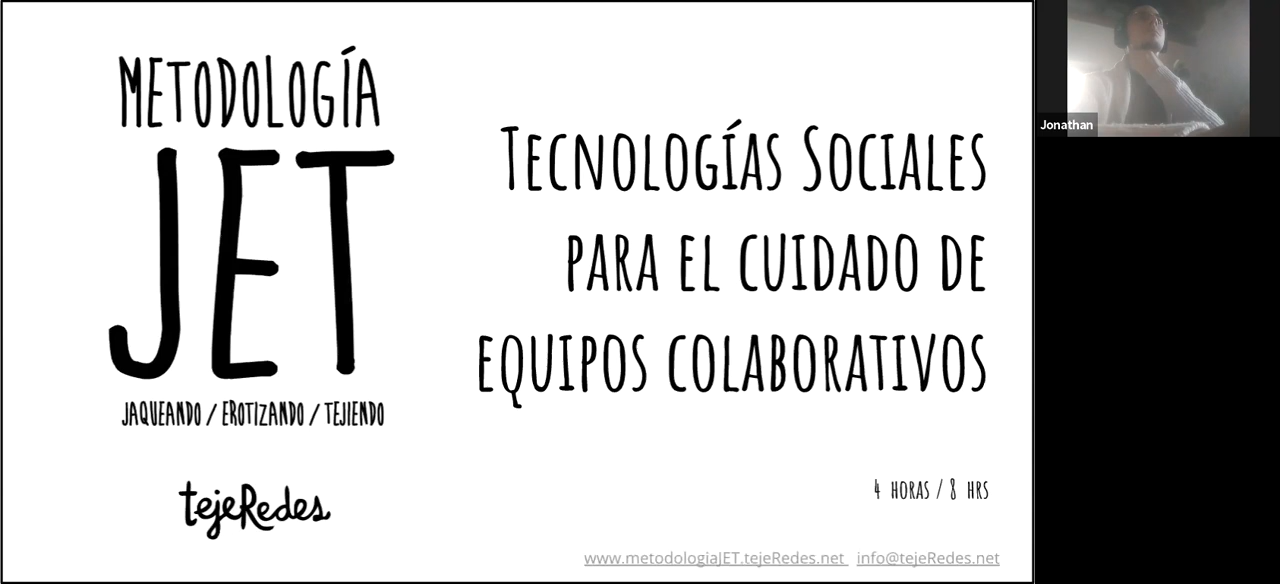 METODOLOGÍA
JET
JAQUEANDO / EROTIZANDO / TEJIENDO
tejeRedes
TECNOLOGÍAS SOCIALES
PARA EL CUIDADO DE
EQUIPOS COLABORATIVOS
4 HORAS / 8 HRS
www.metodologiaJET.tejeRedes.net info@tejeRedes.net
Jonathan